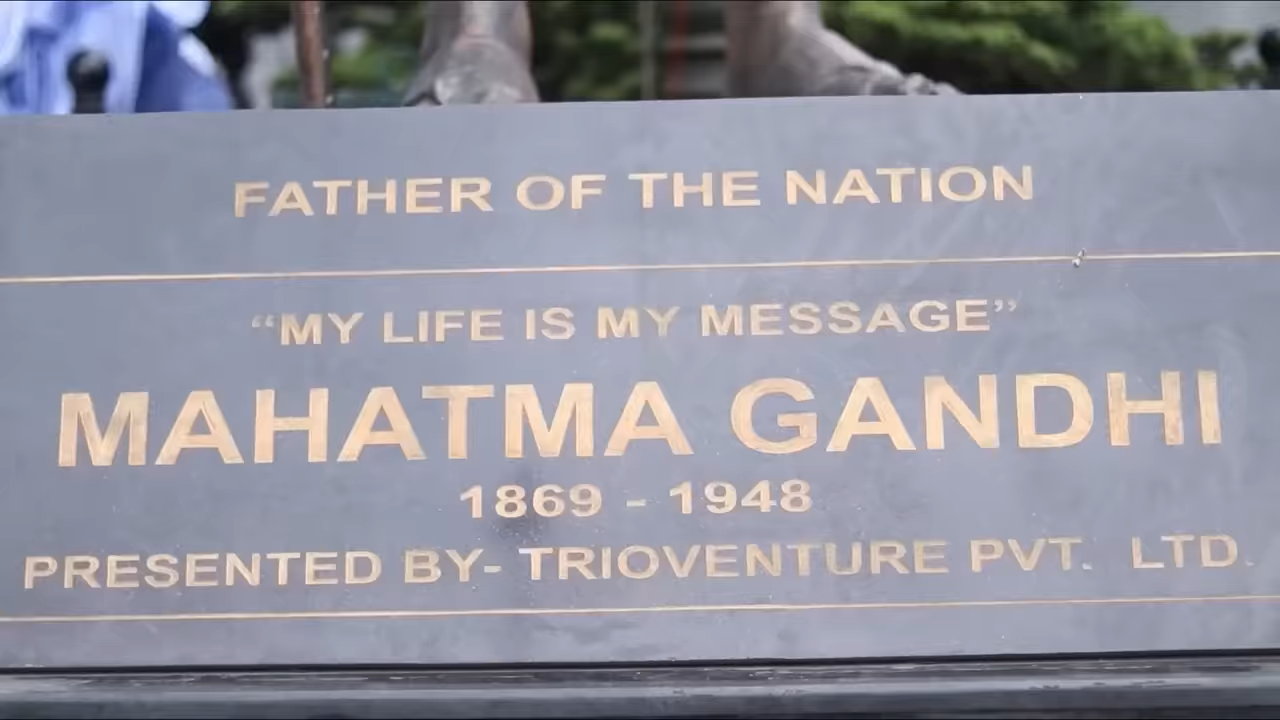 FATHER OF THE NATION
“MY LIFE IS MY MESSAGE”
MAHATMA GANDHI
1869 - 1948
PRESENTED BY- TRIOVENTURE PVT. LTD.